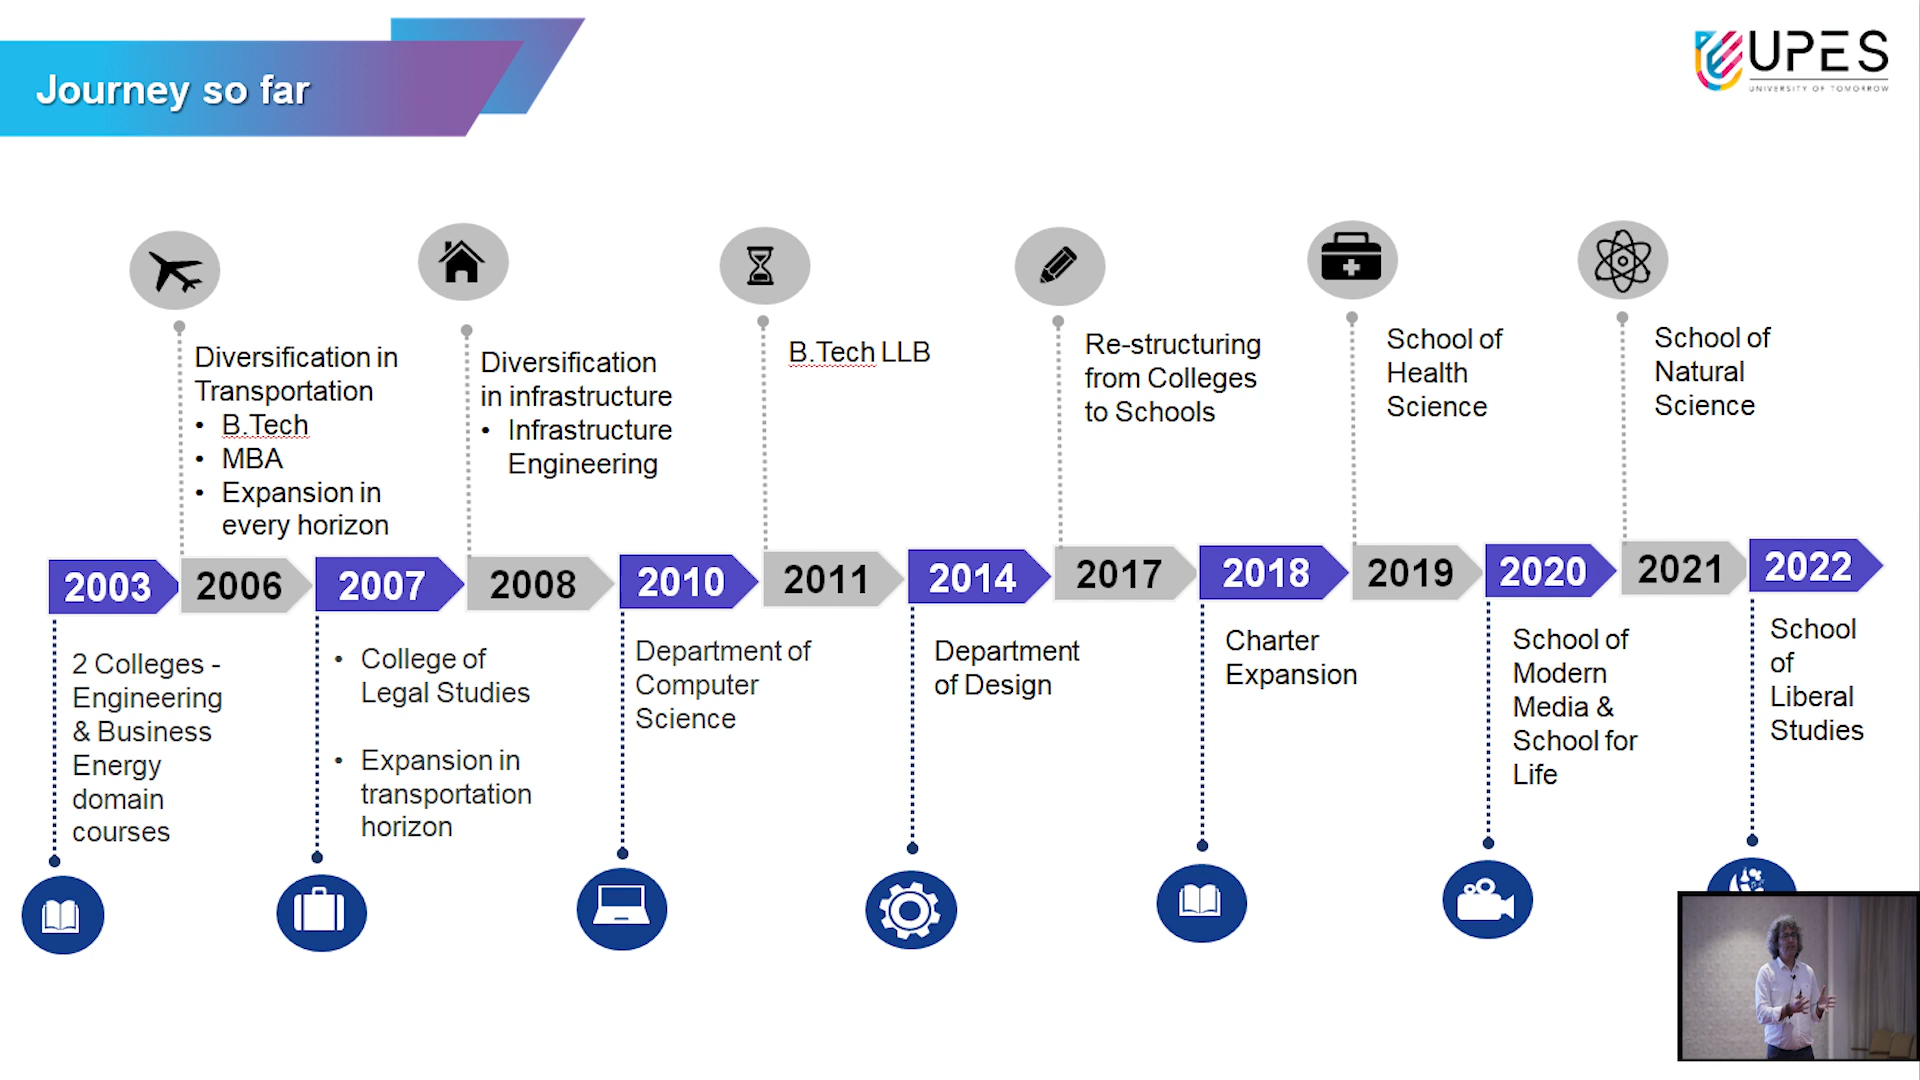 Journey so far
UPES
UNIVERSITY OF TOMORROW
Diversification in
Transportation
• B.Tech
• MBA
• Expansion in
every horizon
Diversification
in infrastructure
• Infrastructure
Engineering
B.Tech LLB
Re-structuring
from Colleges
to Schools
School of
Health
Science
School of
Natural
Science
2003
2006
2007
2008
2010
2011
2014
2017
2018
2019
2020
2021
2022
2 Colleges -
Engineering
& Business
Energy
domain
courses
• College of
Legal Studies
• Expansion in
transportation
horizon
Department of
Computer
Science
Department
of Design
Charter
Expansion
School of
Modern
Media &
School for
Life
School
of
Liberal
Studies